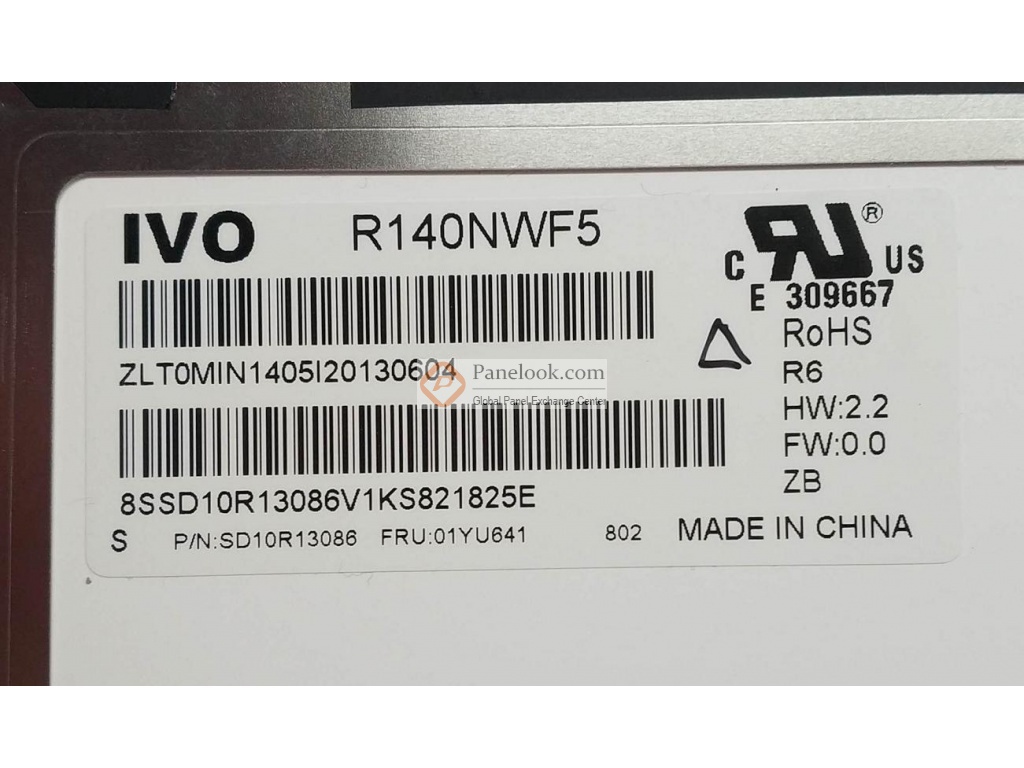 IVO R140NWF5
C RU ® US
E 309667
ZLT0MIN1405I20130604
Panelook.com
Global Panel Exchange Center
8SSD10R13086V1KS821825E
RoHS
R6
HW:2.2
FW:0.0
ZB
S P/N:SD10R13086 FRU:01YU641 802 MADE IN CHINA